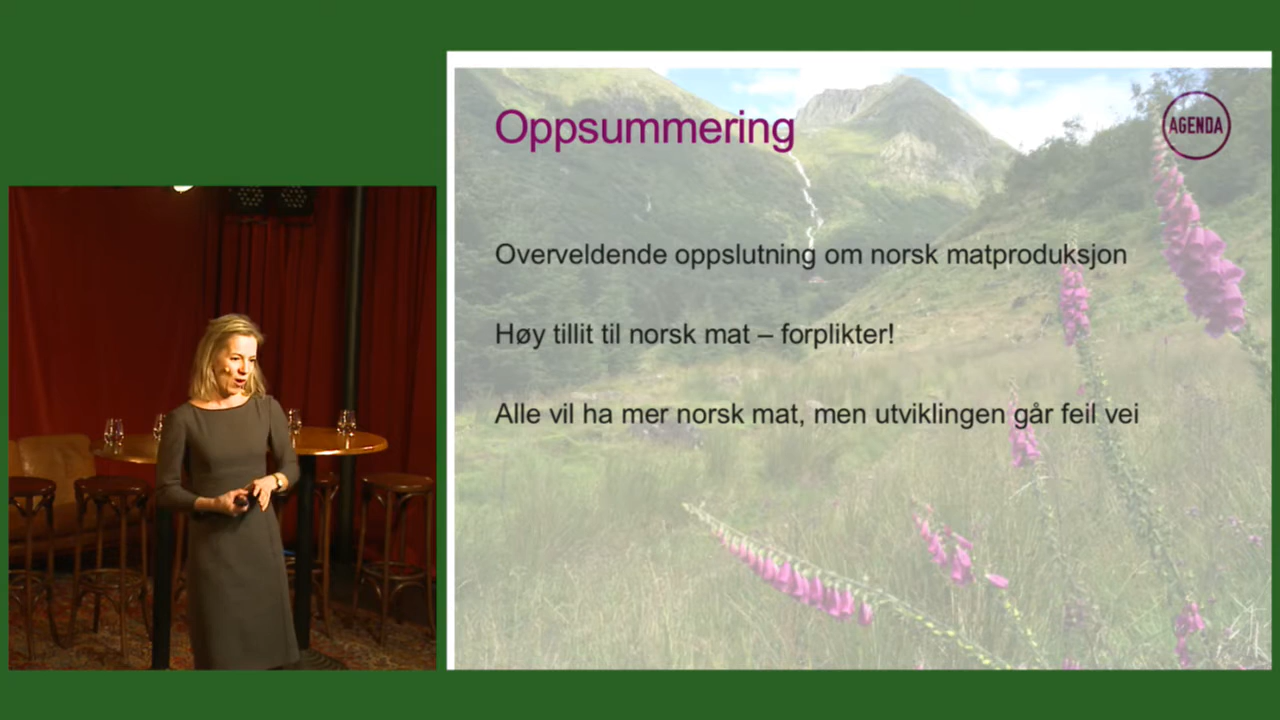 Oppsummering
AGENDA
Overveldende oppslutning om norsk matproduksjon
Høy tillit til norsk mat – forplikter!
Alle vil ha mer norsk mat, men utviklingen går feil vei